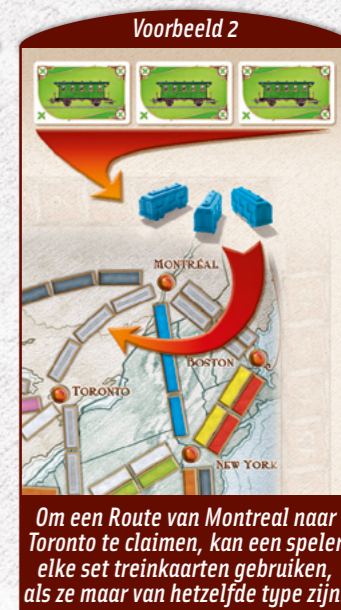 Voorbeeld 2
MONTRÉAL
BOSTON
TORONTO
NEW YORK
Om een Route van Montreal naar
Toronto te claimen, kan een speler
elke set treinkaarten gebruiken,
als ze maar van hetzelfde type zijn